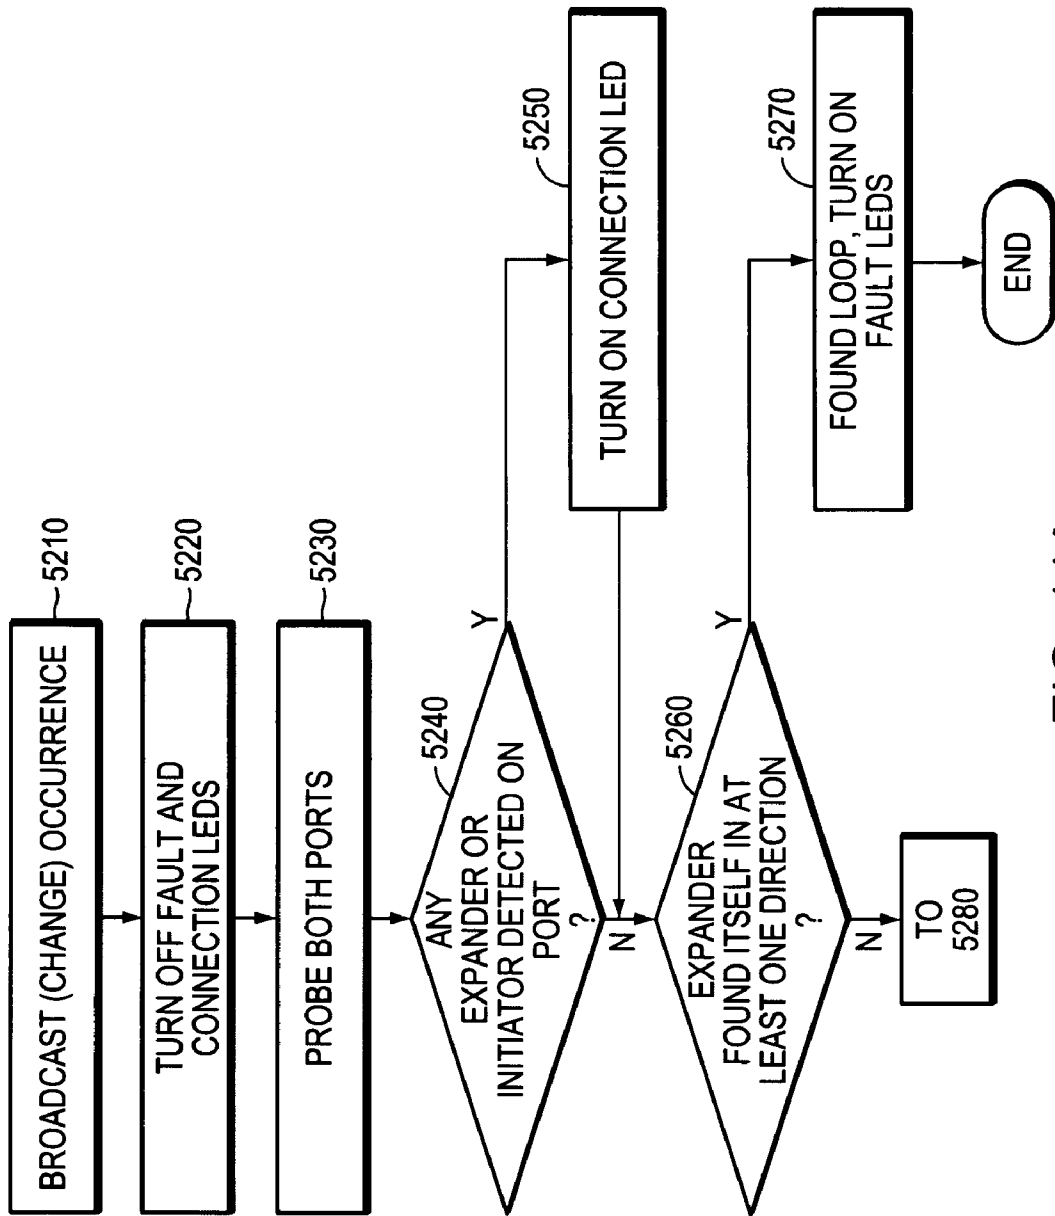 BROADCAST (CHANGE) OCCURRENCE
5210
TURN OFF FAULT AND
CONNECTION LEDS
5220
PROBE BOTH PORTS
5230
ANY
EXPANDER OR
INITIATOR DETECTED ON
PORT
?
5240
Y
N
TURN ON CONNECTION LED
5250
EXPANDER
FOUND ITSELF IN AT
LEAST ONE DIRECTION
?
5260
Y
N
FOUND LOOP, TURN ON
FAULT LEDS
5270
END
TO
5280